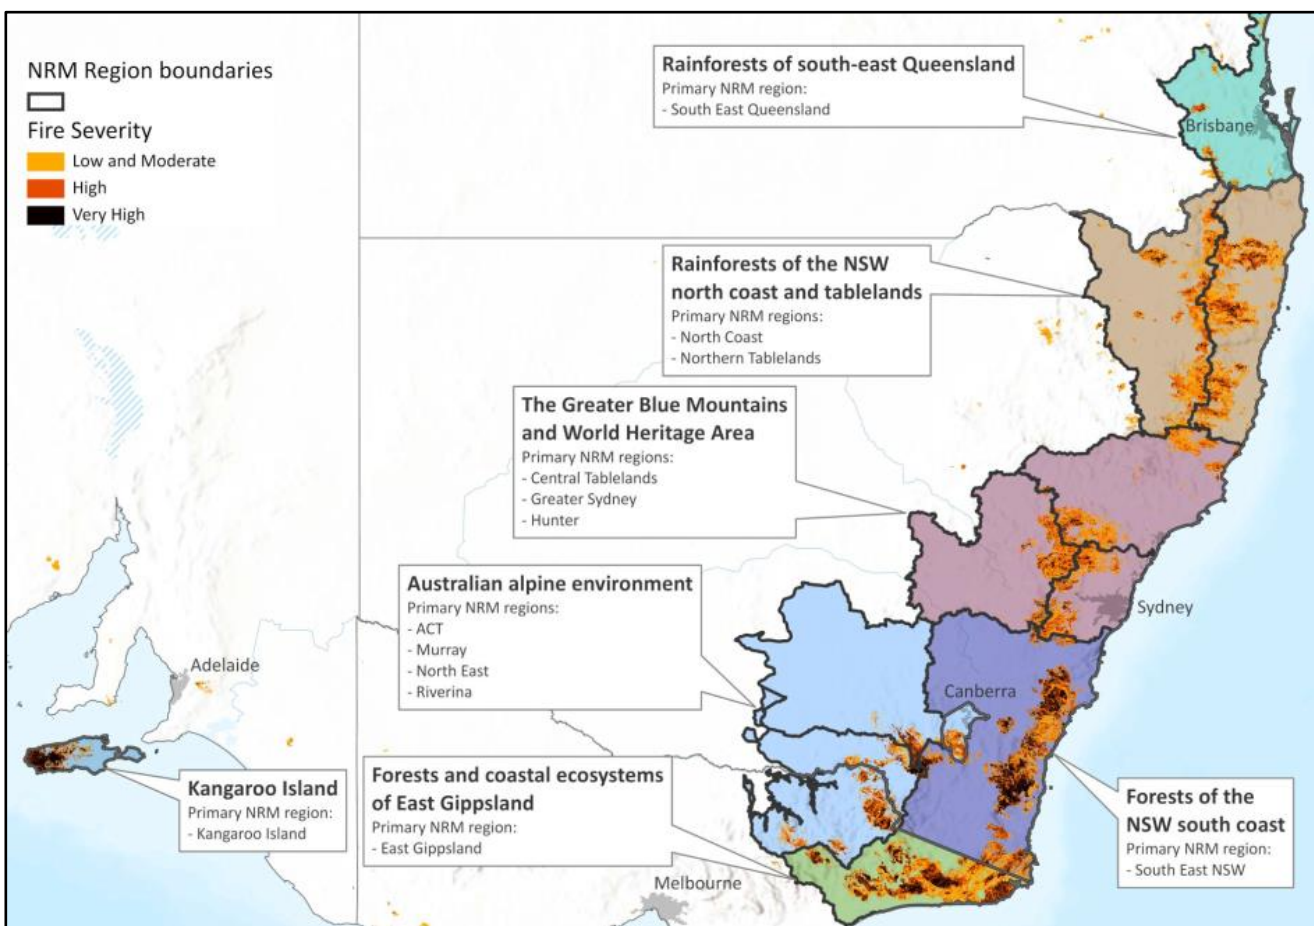 NRM Region boundaries
Fire Severity
Low and Moderate
High
Very High
Rainforests of south-east Queensland
Primary NRM region:
- South East Queensland
Brisbane
Rainforests of the NSW
north coast and tablelands
Primary NRM regions:
- North Coast
- Northern Tablelands
The Greater Blue Mountains
and World Heritage Area
Primary NRM regions:
- Central Tablelands
- Greater Sydney
- Hunter
Australian alpine environment
Primary NRM regions:
- ACT
- Murray
- North East
- Riverina
Sydney
Adelaide
Canberra
Kangaroo Island
Primary NRM region:
- Kangaroo Island
Forests and coastal ecosystems
of East Gippsland
Primary NRM region:
- East Gippsland
Forests of the
NSW south coast
Primary NRM region:
- South East NSW
Melbourne